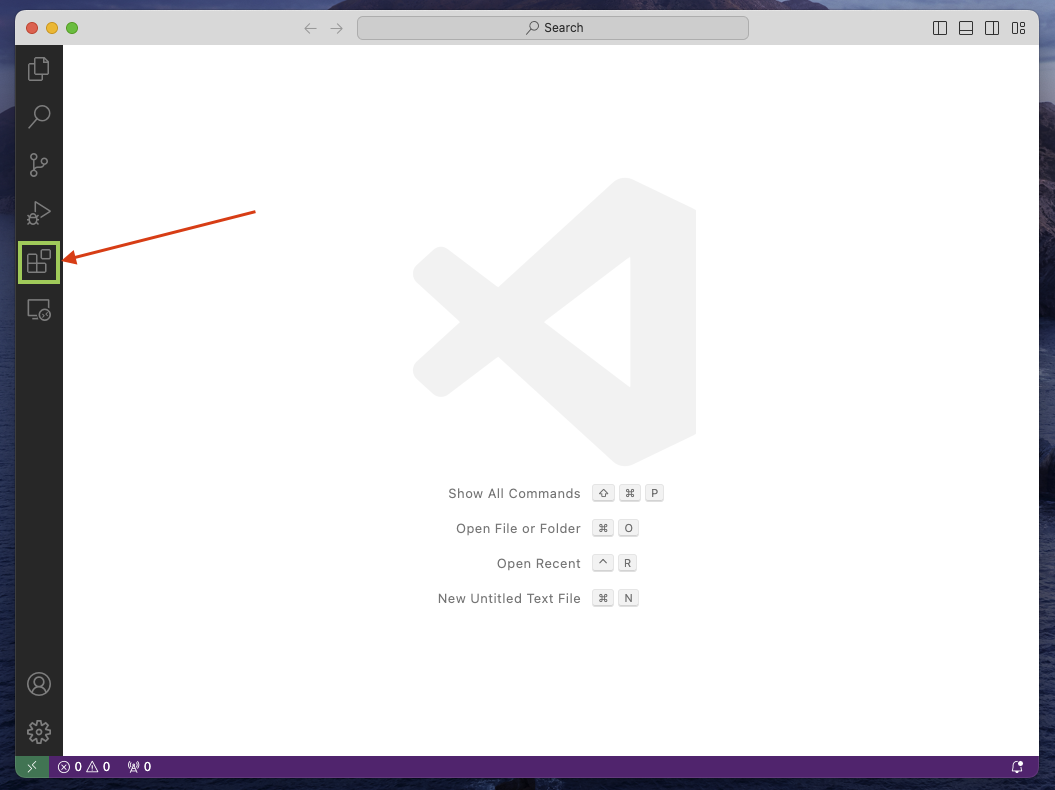 Search
Show All Commands ⇧ ⌘ P
Open File or Folder ⌘ O
Open Recent ^ R
New Untitled Text File ⌘ N
0 0 0